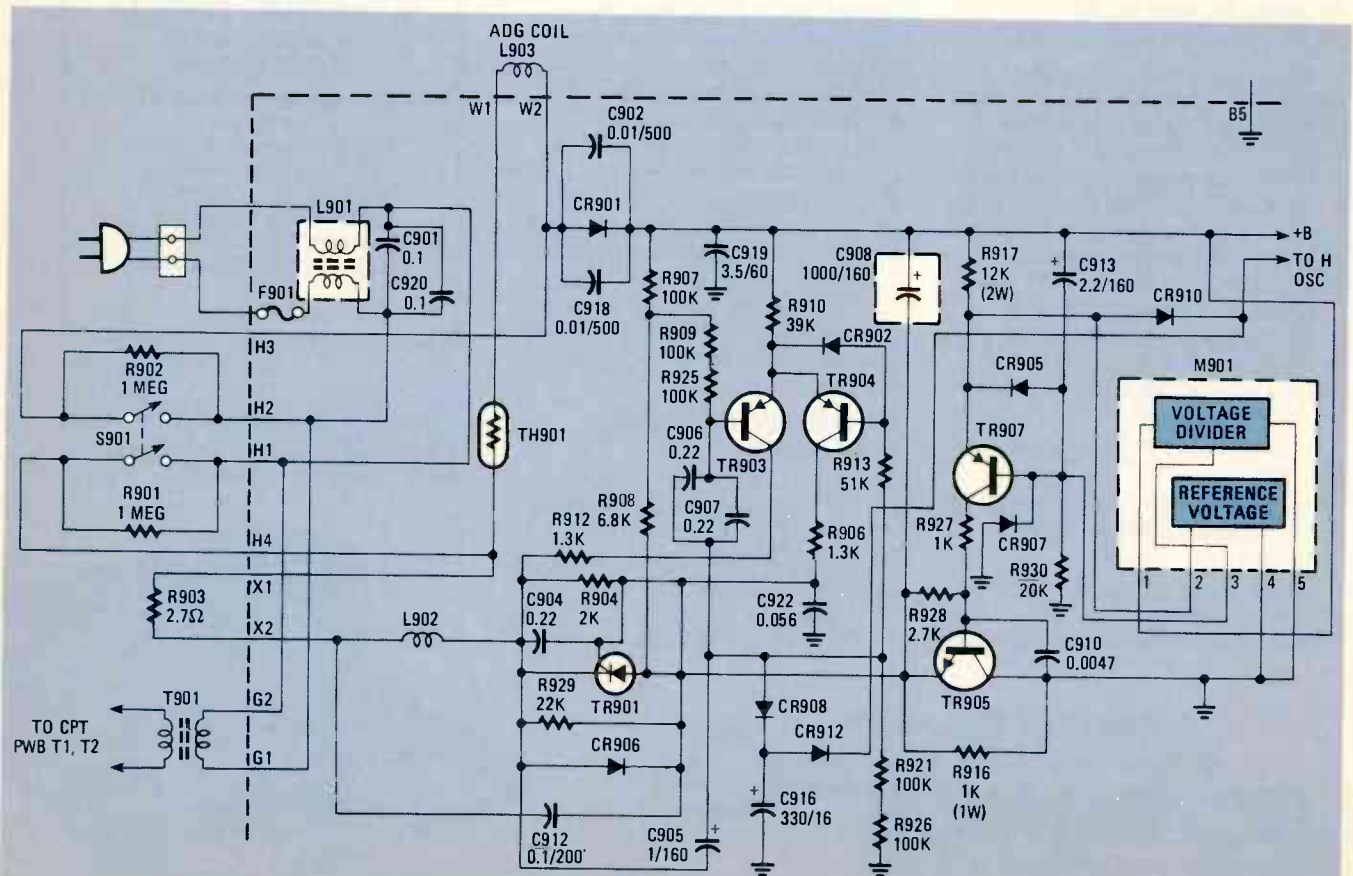 ADG COIL
L903
W1
W2
B5
C902
0.01/500
CR901
C918
0.01/500
L901
C901
0.1
C920
0.1
F901
H3
R902
1 MEG
H2
S901
H1
R901
1 MEG
H4
X1
R903
2.7Ω
X2
L902
T901
G2
G1
TO CPT
PWB T1, T2
TH901
R907
100K
C919
3.5/60
C908
1000/160
+
R917
12K
(2W)
+
C913
2.2/160
+B
TO H
OSC
CR910
R910
39K
CR902
R909
100K
R925
100K
CR905
M901
VOLTAGE
DIVIDER
REFERENCE
VOLTAGE
1
2
3
4
5
TR904
TR903
TR907
C906
0.22
C907
0.22
R913
51K
R908
6.8K
R912
1.3K
R906
1.3K
R927
1K
CR907
R930
20K
C904
0.22
R904
2K
C922
0.056
R928
2.7K
C910
0.0047
TR901
TR905
R929
22K
CR906
CR908
CR912
R916
1K
(1W)
R921
100K
R926
100K
C912
0.1/200
C905
1/160
+
+
C916
330/16